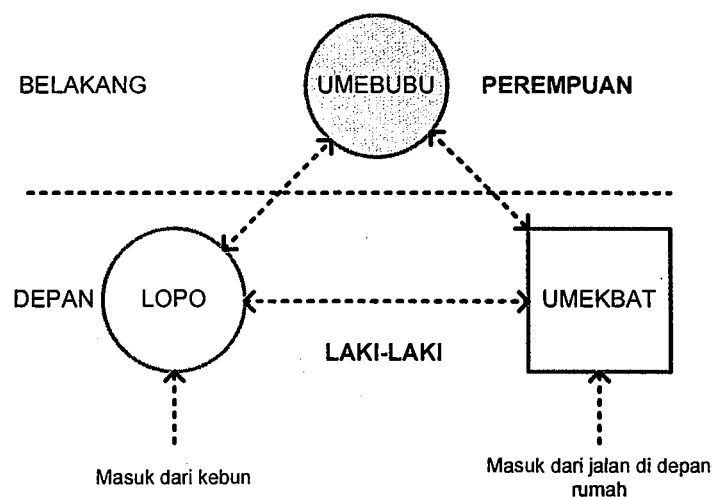 BELAKANG
UMEBUBU
PEREMPUAN
DEPAN
LOPO
UMEKBAT
LAKI-LAKI
Masuk dari kebun
Masuk dari jalan di depan
rumah